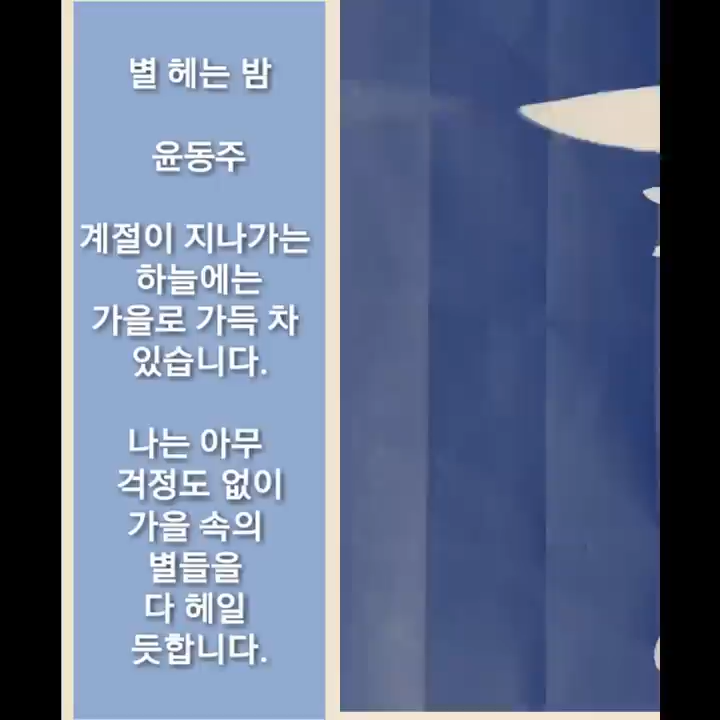 별 헤는 밤
윤동주
계절이 지나가는
하늘에는
가을로 가득 차
있습니다.
나는 아무
걱정도 없이
가을 속의
별들을
다 헤일
듯합니다.